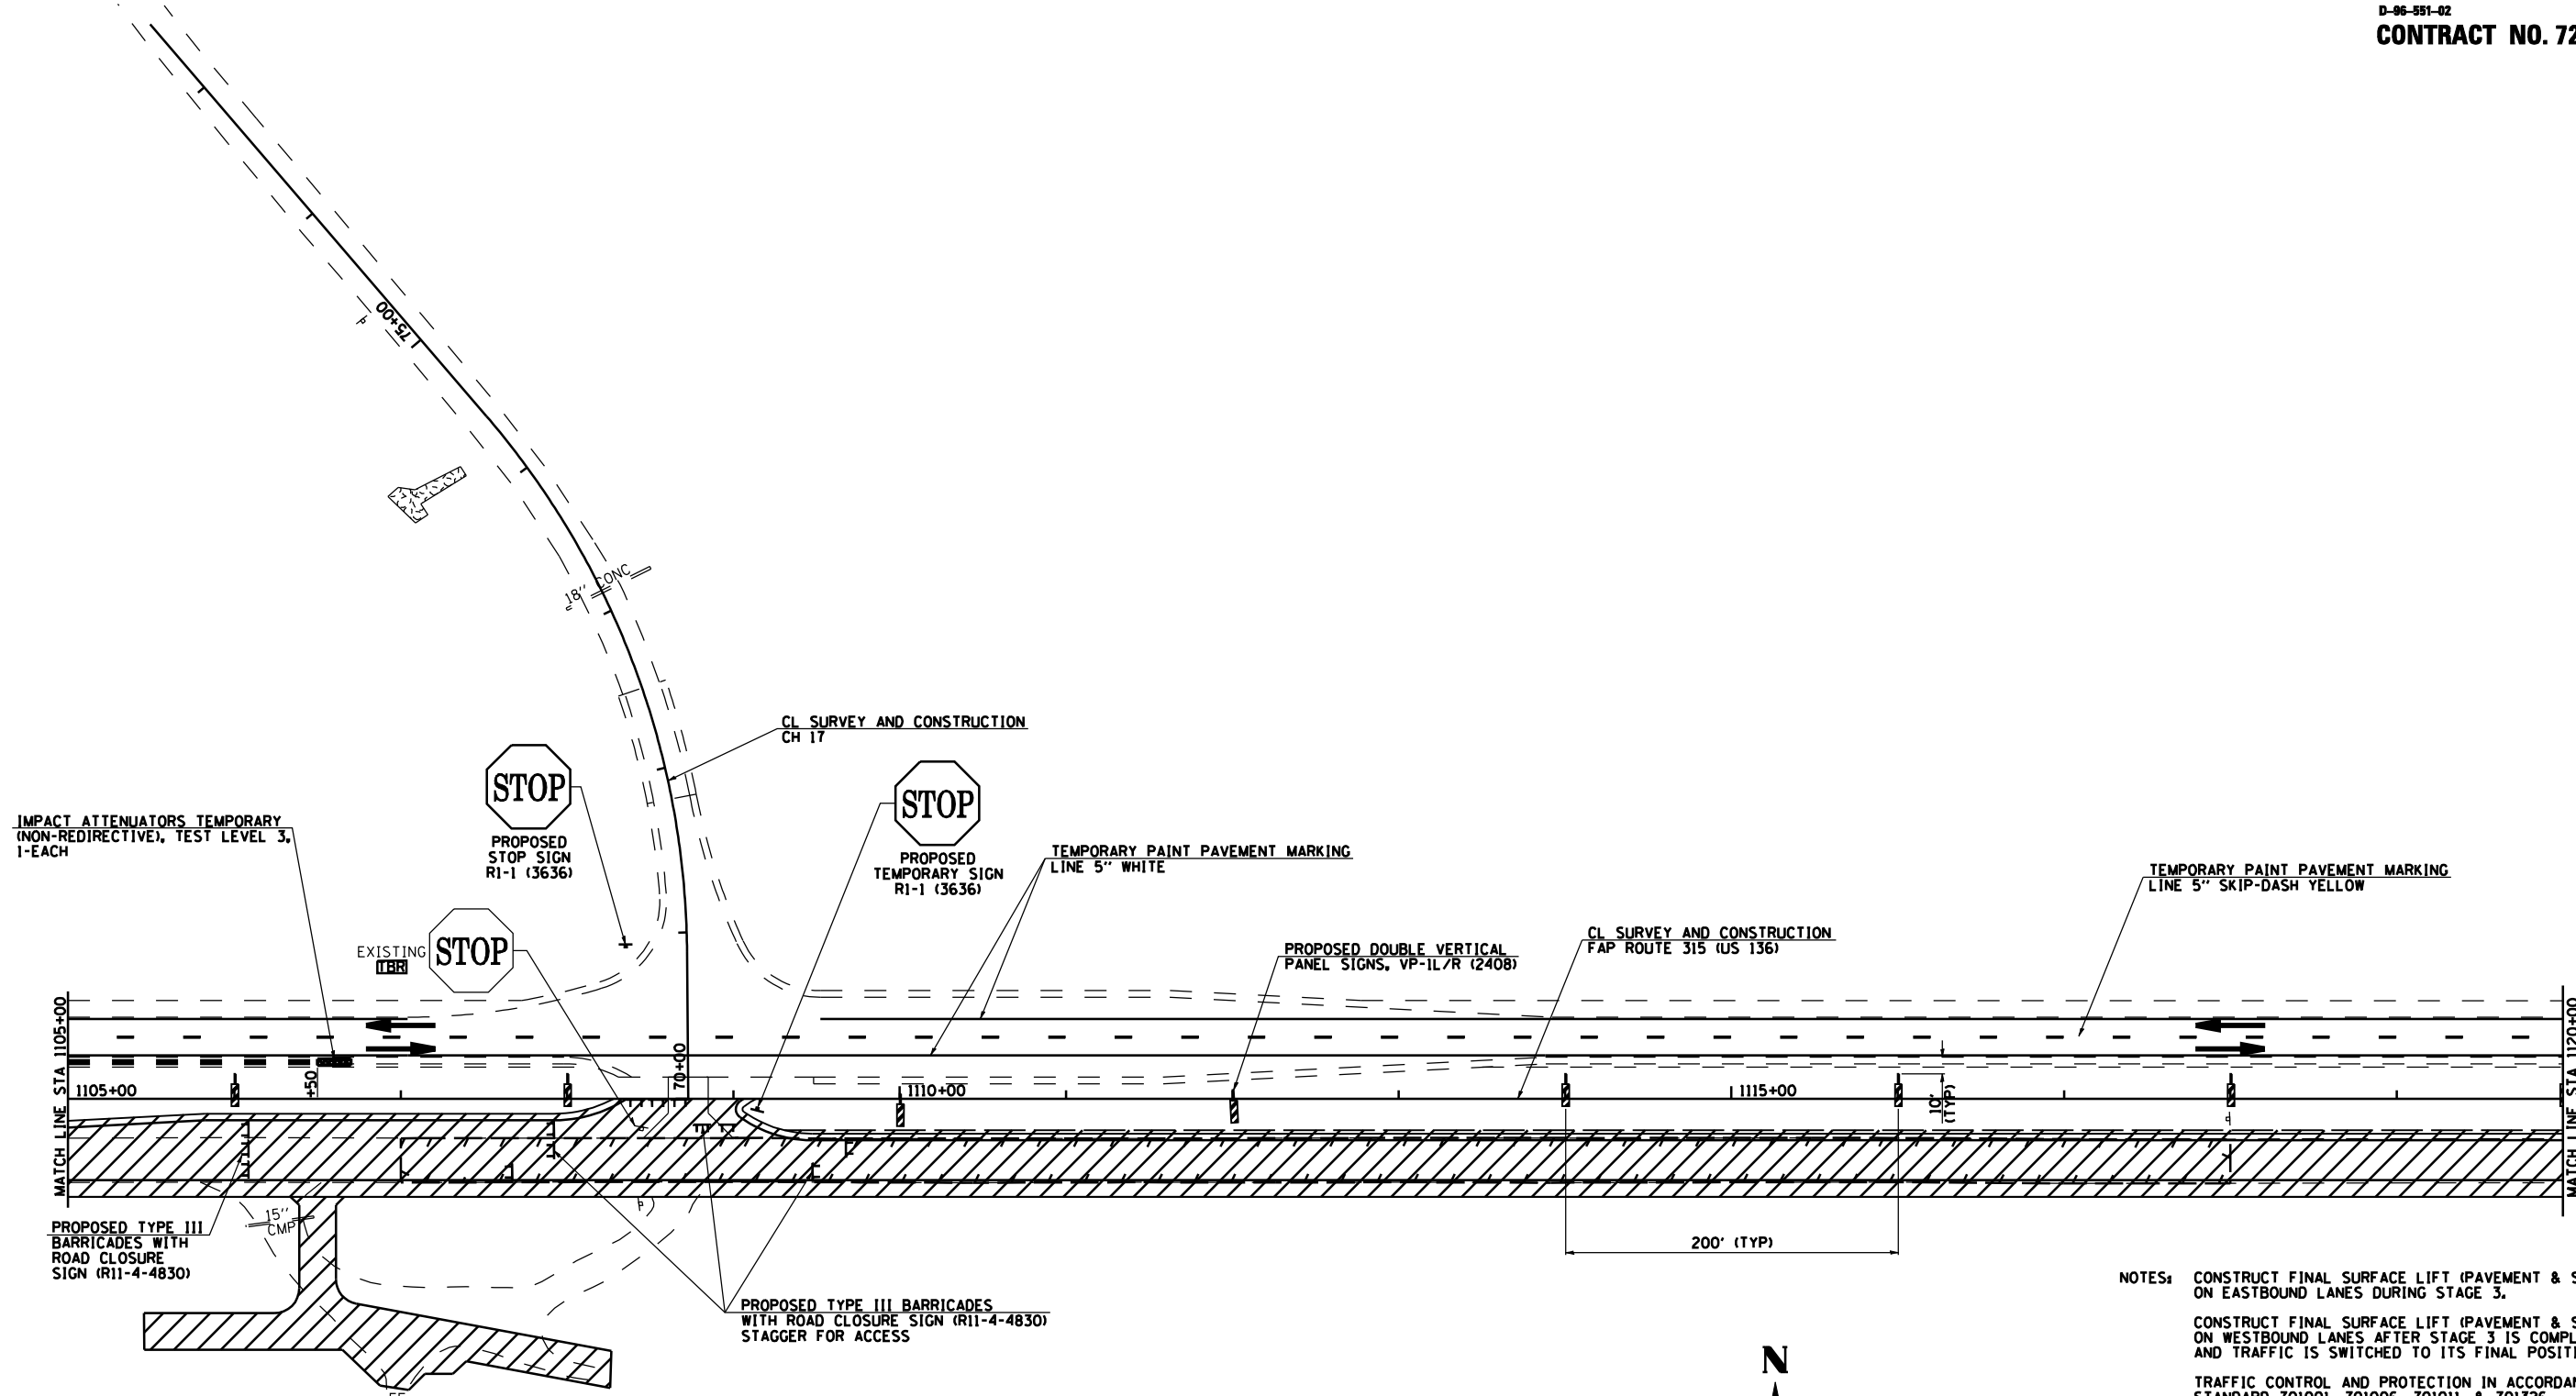 D-96-551-02
CONTRACT NO. 72
75+00
18" CONC
CL SURVEY AND CONSTRUCTION
CH 17
STOP
PROPOSED
STOP SIGN
R1-1 (3636)
STOP
PROPOSED
TEMPORARY SIGN
R1-1 (3636)
IMPACT ATTENUATORS TEMPORARY
(NON-REDIRECTIVE), TEST LEVEL 3,
1-EACH
TEMPORARY PAINT PAVEMENT MARKING
LINE 5" WHITE
TEMPORARY PAINT PAVEMENT MARKING
LINE 5" SKIP-DASH YELLOW
EXISTING
TBR
STOP
PROPOSED DOUBLE VERTICAL
PANEL SIGNS, VP-1L/R (2408)
CL SURVEY AND CONSTRUCTION
FAP ROUTE 315 (US 136)
MATCH LINE STA 1105+00
1105+00
+50
70+00
1110+00
1115+00
10'
(TYP)
MATCH LINE STA 1120+00
200' (TYP)
15"
CMP
PROPOSED TYPE III
BARRICADES WITH
ROAD CLOSURE
SIGN (R11-4-4830)
PROPOSED TYPE III BARRICADES
WITH ROAD CLOSURE SIGN (R11-4-4830)
STAGGER FOR ACCESS
N
NOTES: CONSTRUCT FINAL SURFACE LIFT (PAVEMENT & S
ON EASTBOUND LANES DURING STAGE 3.
CONSTRUCT FINAL SURFACE LIFT (PAVEMENT & S
ON WESTBOUND LANES AFTER STAGE 3 IS COMPL
AND TRAFFIC IS SWITCHED TO ITS FINAL POSITI
TRAFFIC CONTROL AND PROTECTION IN ACCORDAN